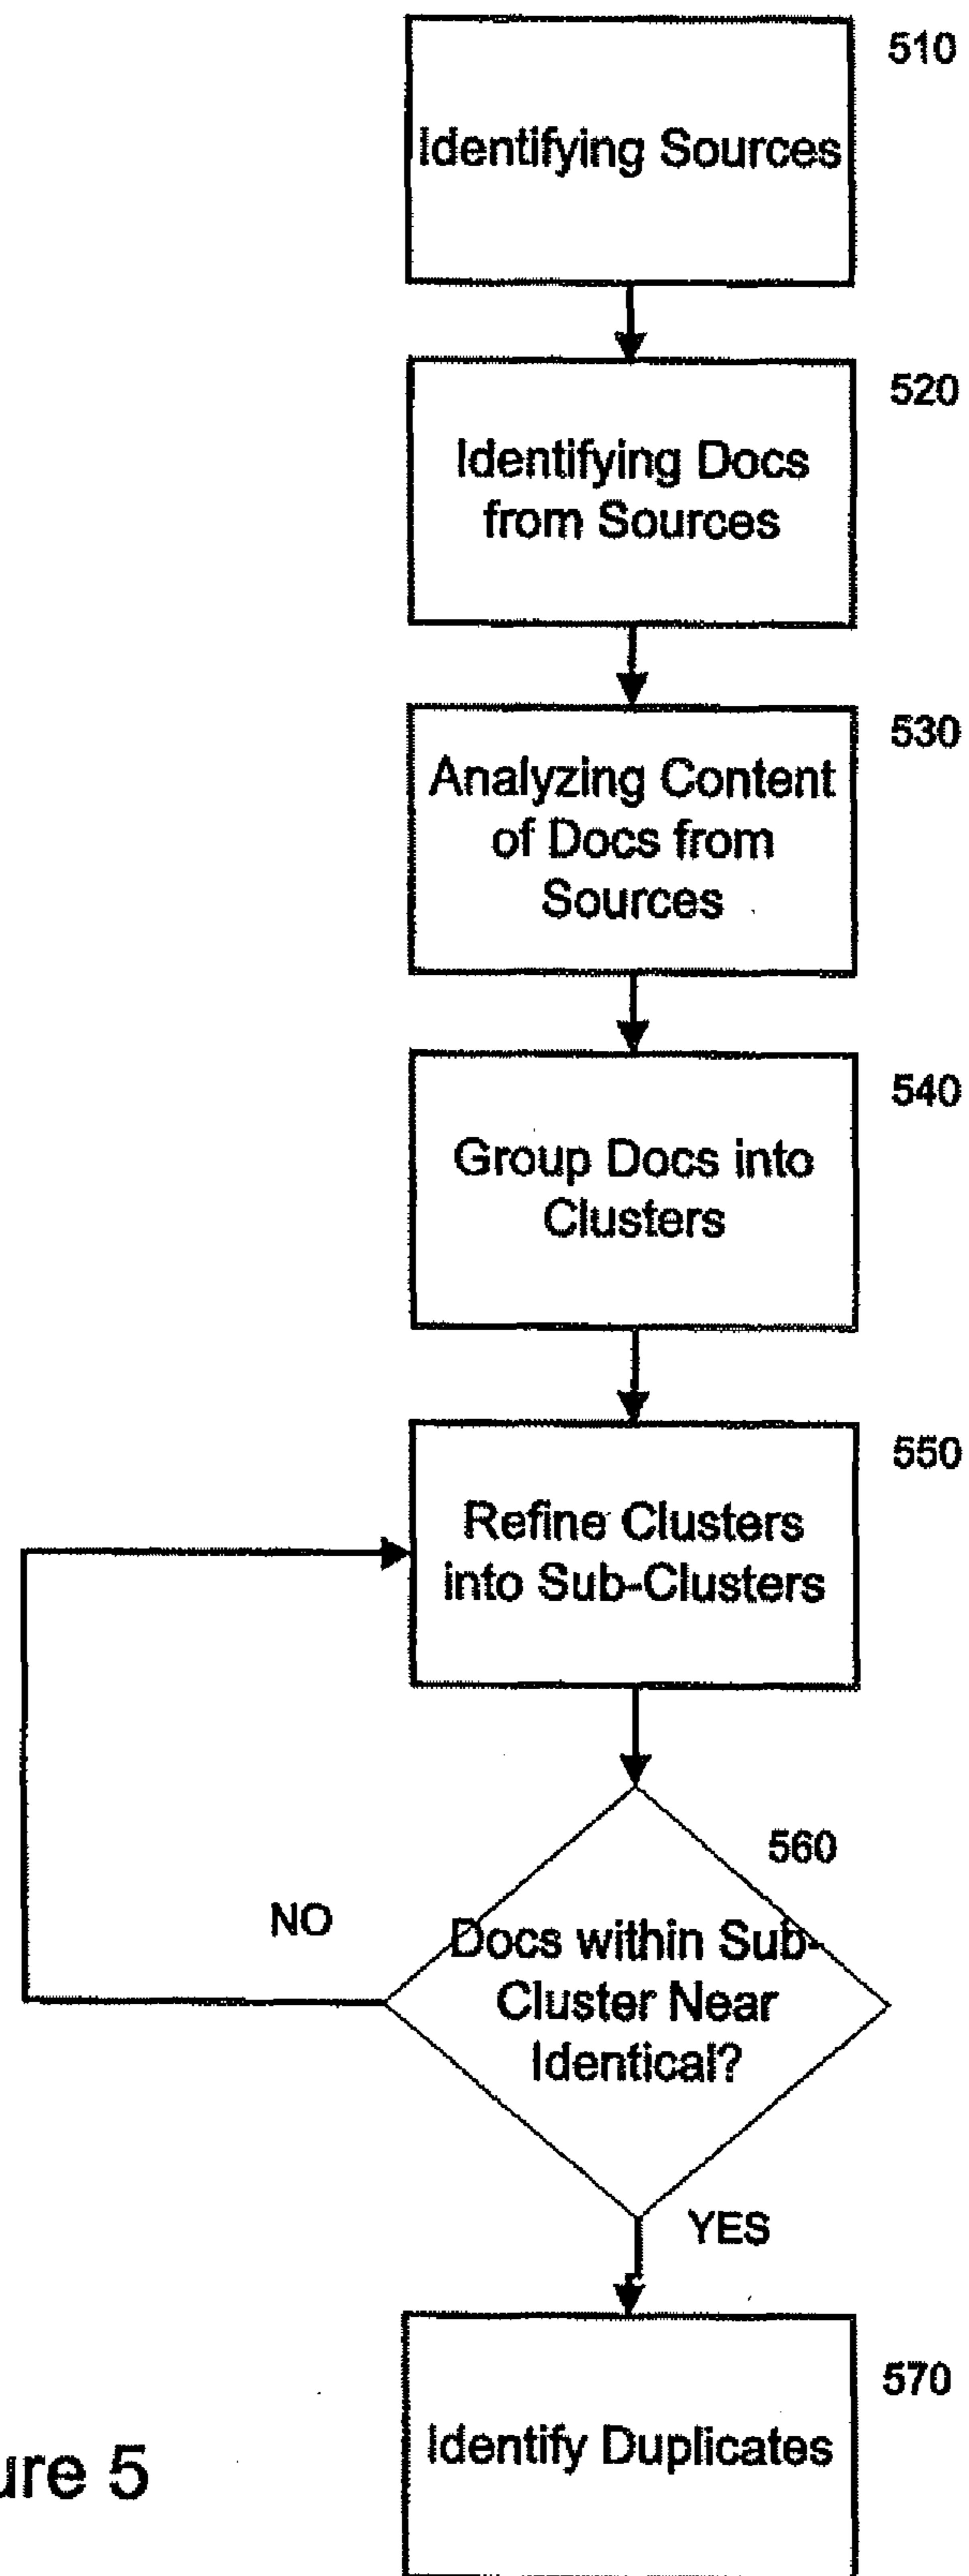 510
Identifying Sources
520
Identifying Docs
from Sources
530
Analyzing Content
of Docs from
Sources
540
Group Docs into
Clusters
550
Refine Clusters
into Sub-Clusters
560
NO
Docs within Sub-
Cluster Near
Identical?
YES
570
Identify Duplicates
ure 5